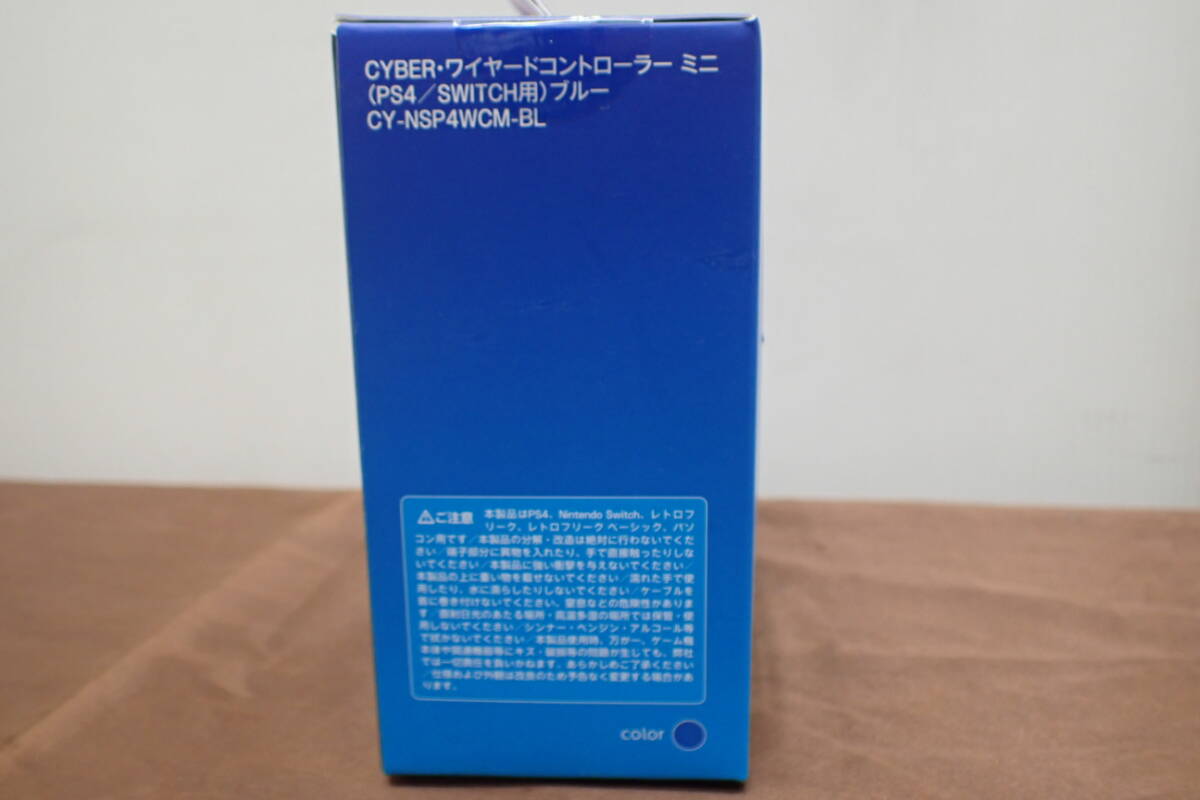 CYBER・ワイヤードコントローラー ミニ
(PS4／SWITCH用)ブルー
CY-NSP4WCM-BL
⚠ご注意 本製品はPS4、Nintendo Switch、レトロフ
リーク、レトロフリーク ベーシック、パソ
コン用です／本製品の分解・改造は絶対に行わないでくだ
さい／端子部分に異物を入れたり、手で直接触ったりしな
いでください／本製品に強い衝撃を与えないでください／
本製品の上に重い物を載せないでください／濡れた手で使
用したり、水に濡らしたりしないでください／ケーブルを
首に巻き付けないでください。窒息などの危険性がありま
す／直射日光のあたる場所・高温多湿の場所では保管・使
用しないでください／シンナー・ベンジン・アルコール等
で拭かないでください／本製品使用時、万が一、ゲーム機
本体や関連機器等にキズ・破損等の問題が生じても、弊社
では一切責任を負いかねます。あらかじめご了承ください
／仕様および外観は改良のため予告なく変更する場合があ
ります。
color